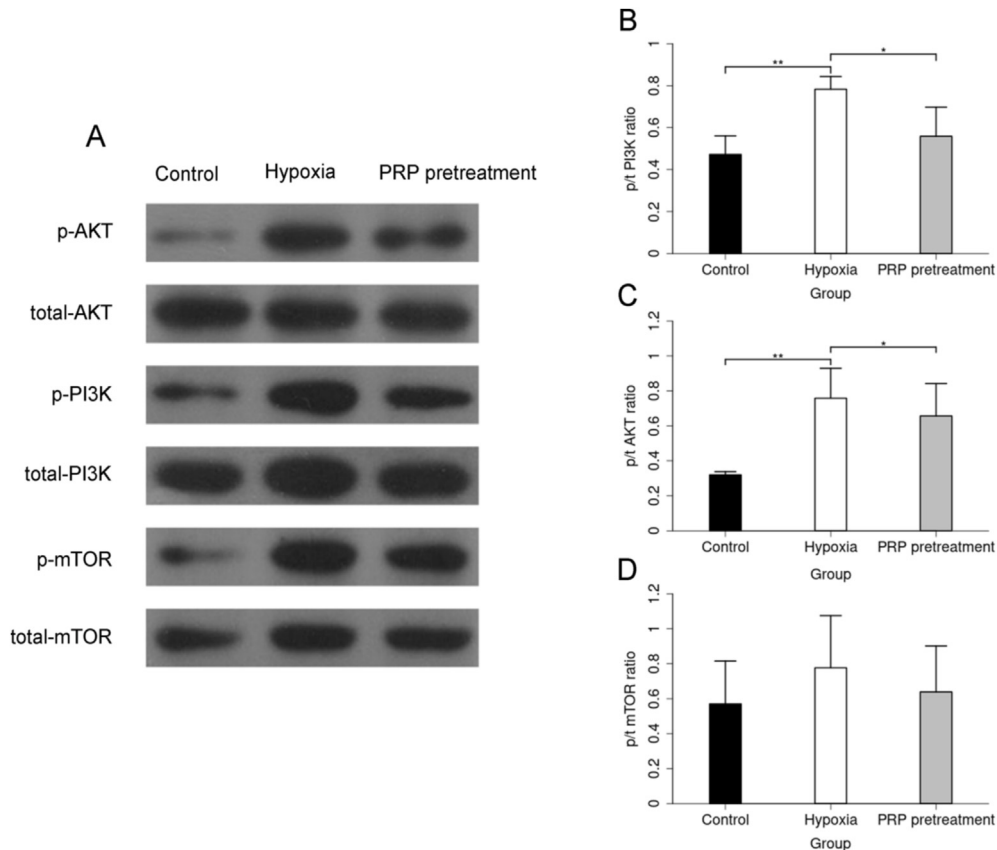 A
Control Hypoxia PRP pretreatment
p-AKT
total-AKT
p-PI3K
total-PI3K
p-mTOR
total-mTOR
B
p/t PI3K ratio
1
0.8
0.6
0.4
0.2
0
** *
Control Hypoxia PRP pretreatment
Group
C
p/t AKT ratio
1.2
1
0.8
0.6
0.4
0.2
0
** *
Control Hypoxia PRP pretreatment
Group
D
p/t mTOR ratio
1.2
1
0.8
0.6
0.4
0.2
0
Control Hypoxia PRP pretreatment
Group